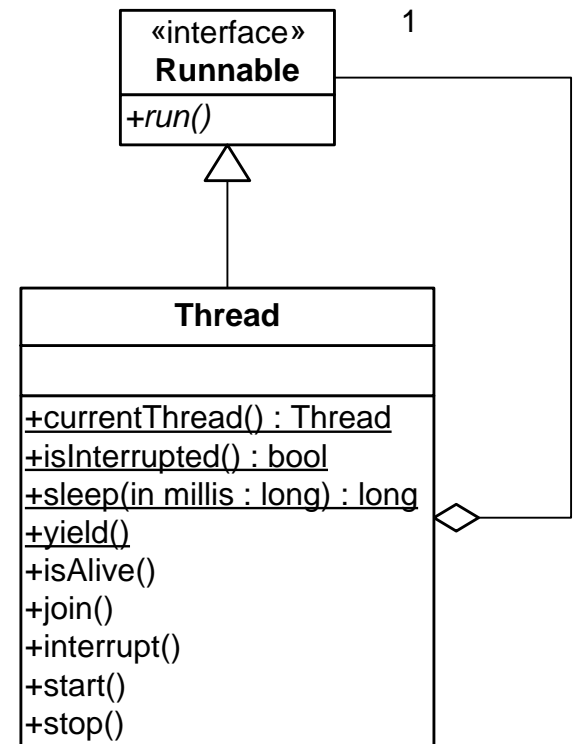 «interface»
1
Runnable
+run()
Thread
+currentThread() : Thread
+isInterrupted() : bool
+sleep(in millis : long) : long
+yield()
+isAlive()
+join()
+interrupt()
+start()
+stop()